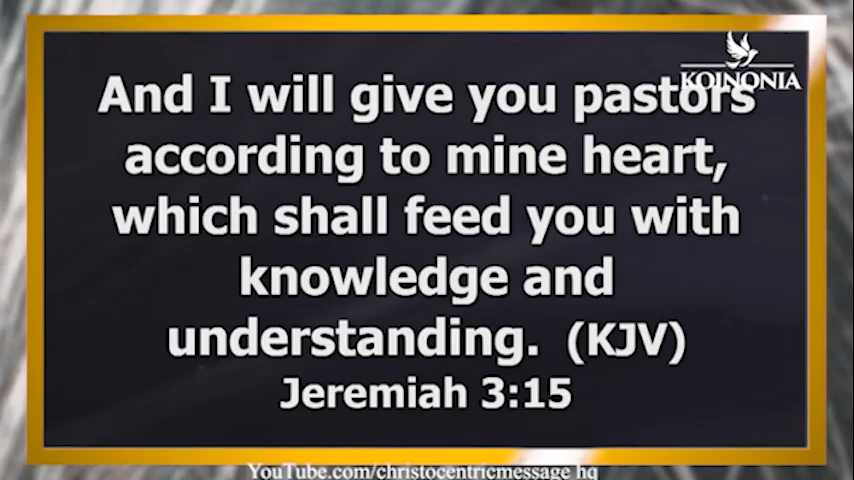 KOINONIA
And I will give you pastors
according to mine heart,
which shall feed you with
knowledge and
understanding. (KJV)
Jeremiah 3:15
YouTube.com/christocentricmessage hq